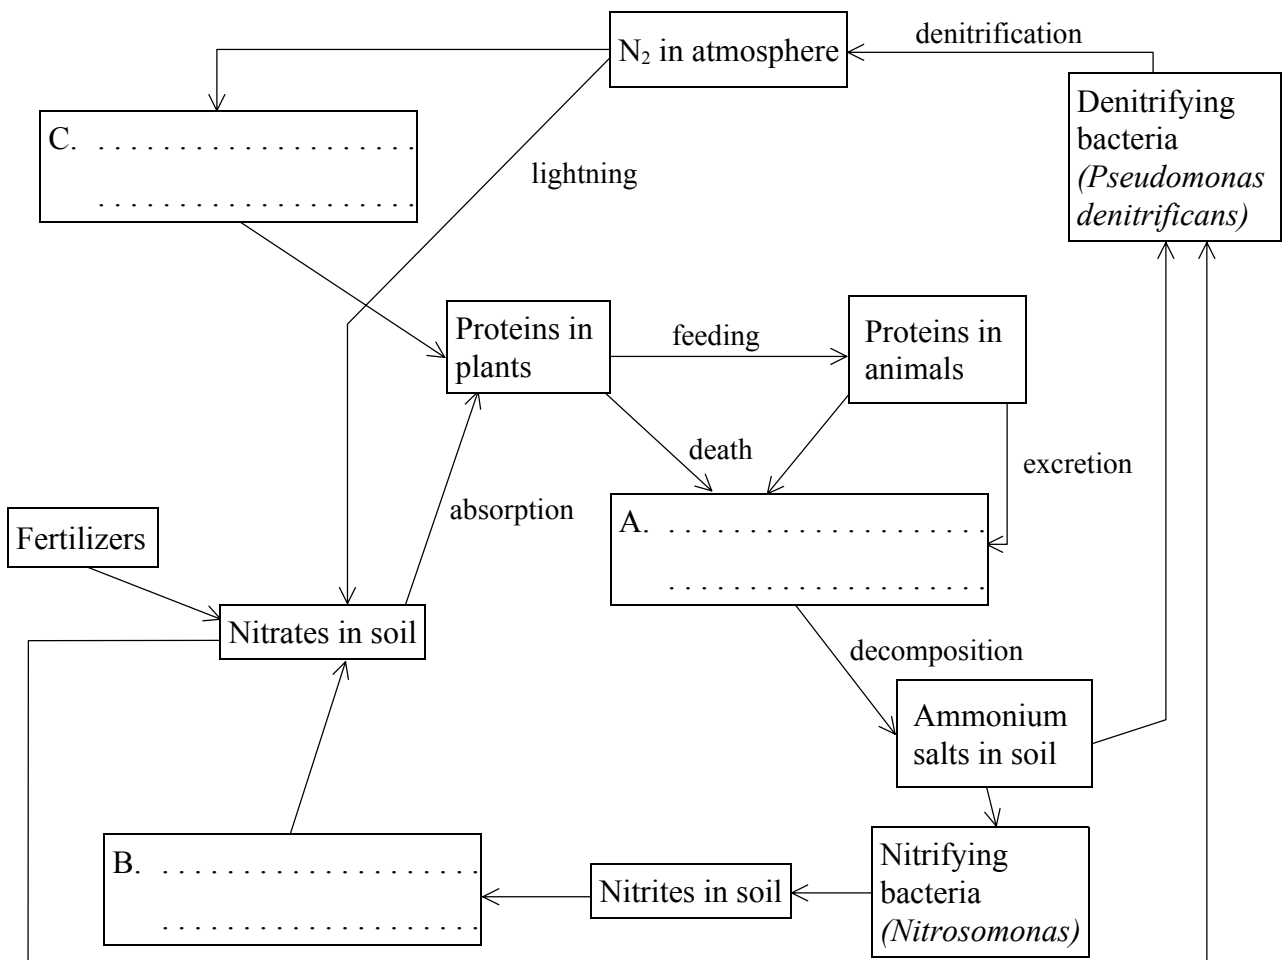 N₂ in atmosphere
denitrification
Denitrifying
bacteria
(Pseudomonas
denitrificans)
C. . . . . . . . . . . . . . . . . . . . .
. . . . . . . . . . . . . . . . . . . .
lightning
Proteins in
plants
feeding
Proteins in
animals
death
excretion
absorption
A. . . . . . . . . . . . . . . . . . . . .
. . . . . . . . . . . . . . . . . . . .
Fertilizers
Nitrates in soil
decomposition
Ammonium
salts in soil
B. . . . . . . . . . . . . . . . . . . . .
. . . . . . . . . . . . . . . . . . . .
Nitrites in soil
Nitrifying
bacteria
(Nitrosomonas)